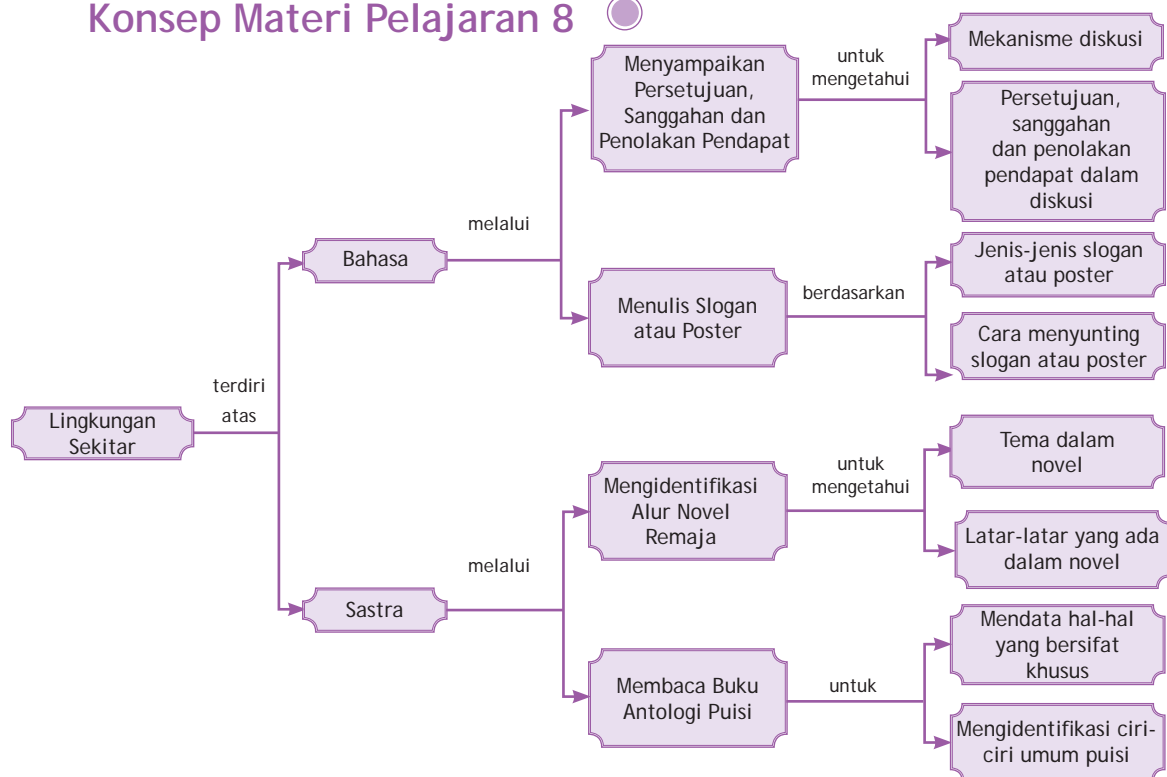 Konsep Materi Pelajaran 8
Lingkungan
Sekitar
terdiri
atas
Bahasa
melalui
Menyampaikan
Persetujuan,
Sanggahan dan
Penolakan Pendapat
untuk
mengetahui
Mekanisme diskusi
Persetujuan,
sanggahan
dan penolakan
pendapat dalam
diskusi
Menulis Slogan
atau Poster
berdasarkan
Jenis-jenis slogan
atau poster
Cara menyunting
slogan atau poster
Sastra
melalui
Mengidentifikasi
Alur Novel
Remaja
untuk
mengetahui
Tema dalam
novel
Latar-latar yang ada
dalam novel
Membaca Buku
Antologi Puisi
untuk
Mendata hal-hal
yang bersifat
khusus
Mengidentifikasi ciri-
ciri umum puisi